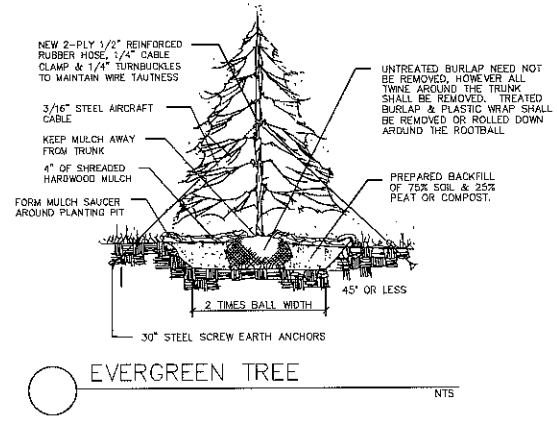 NEW 2-PLY 1/2" REINFORCED
RUBBER HOSE, 1/4" CABLE
CLAMP & 1/4" TURNBUCKLES
TO MAINTAIN WIRE TAUTNESS
3/16" STEEL AIRCRAFT
CABLE
KEEP MULCH AWAY
FROM TRUNK
4" OF SHREADED
HARDWOOD MULCH
FORM MULCH SAUCER
AROUND PLANTING PIT
UNTREATED BURLAP NEED NOT
BE REMOVED, HOWEVER ALL
TWINE AROUND THE TRUNK
SHALL BE REMOVED. TREATED
BURLAP & PLASTIC WRAP SHALL
BE REMOVED OR ROLLED DOWN
AROUND THE ROOTBALL
PREPARED BACKFILL
OF 75% SOIL & 25%
PEAT OR COMPOST.
45° OR LESS
2 TIMES BALL WIDTH
30" STEEL SCREW EARTH ANCHORS
EVERGREEN TREE
NTS